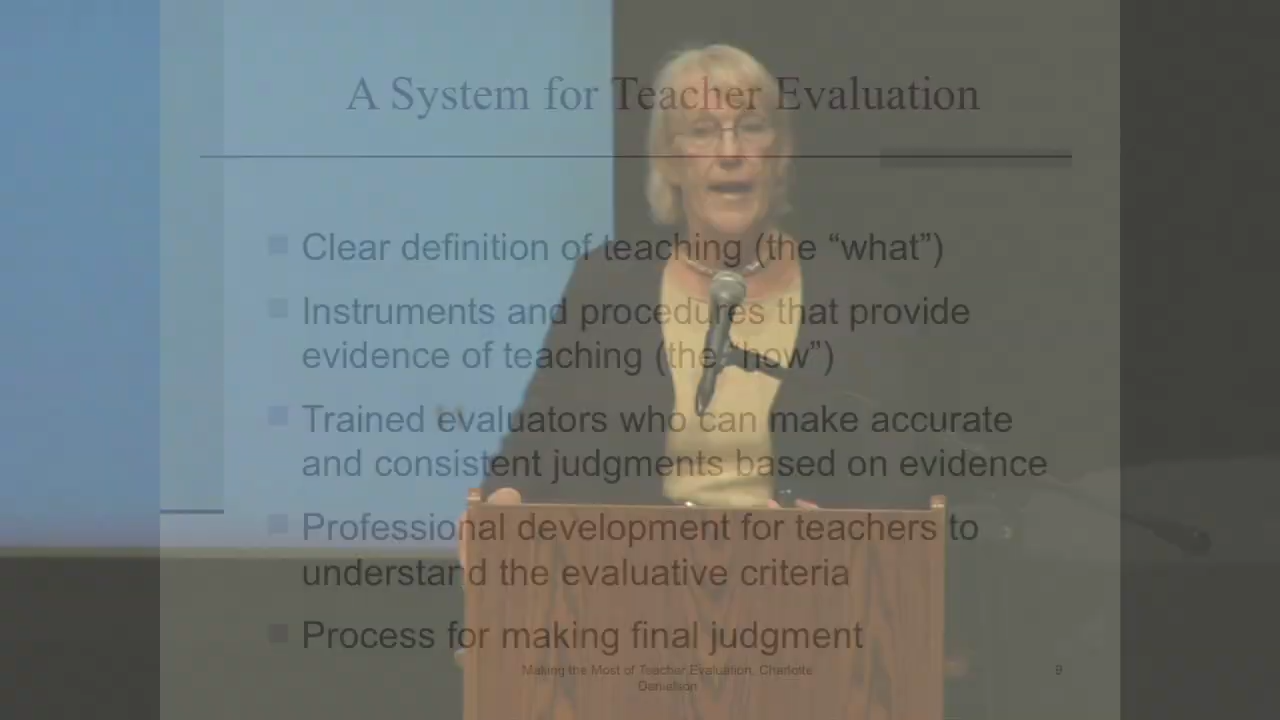 A System for Teacher Evaluation
Clear definition of teaching (the “what”)
Instruments and procedures that provide
evidence of teaching (the “how”)
Trained evaluators who can make accurate
and consistent judgments based on evidence
Professional development for teachers to
understand the evaluative criteria
Process for making final judgment
Making the Most of Teacher Evaluation, Charlotte
Danielson
9